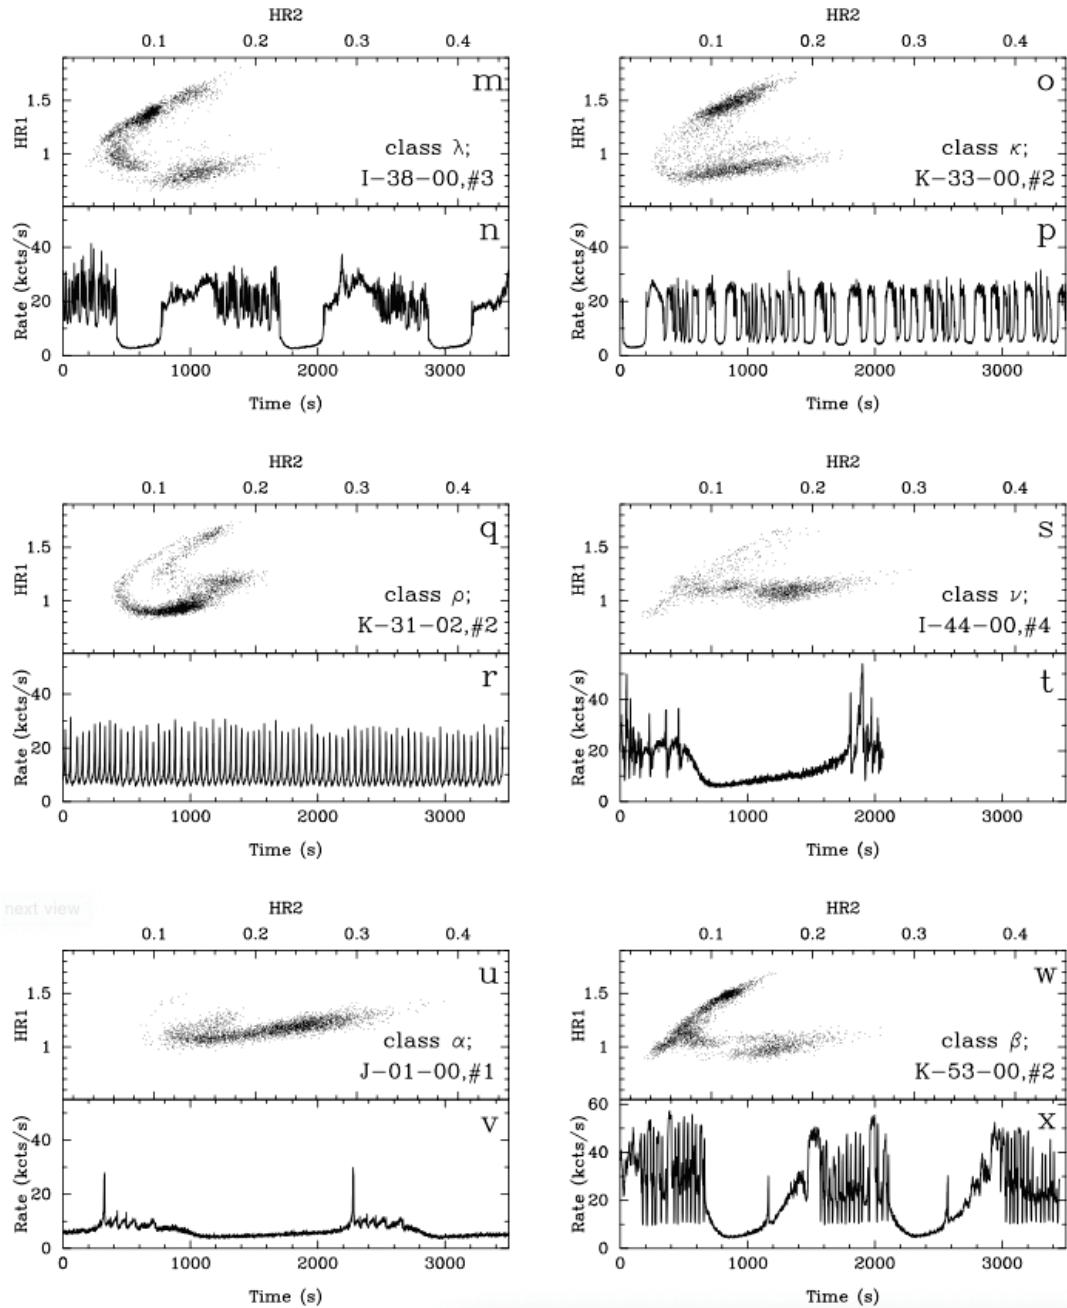 HR2
0.1 0.2 0.3 0.4
HR1
1.5
1
m
class λ;
I-38-00,#3
Rate (kcts/s)
40
20
0
n
0 1000 2000 3000
Time (s)
HR2
0.1 0.2 0.3 0.4
HR1
1.5
1
o
class κ;
K-33-00,#2
Rate (kcts/s)
40
20
0
p
0 1000 2000 3000
Time (s)
HR2
0.1 0.2 0.3 0.4
HR1
1.5
1
q
class ρ;
K-31-02,#2
Rate (kcts/s)
40
20
0
r
0 1000 2000 3000
Time (s)
HR2
0.1 0.2 0.3 0.4
HR1
1.5
1
s
class ν;
I-44-00,#4
Rate (kcts/s)
40
20
0
t
0 1000 2000 3000
Time (s)
next view
HR2
0.1 0.2 0.3 0.4
HR1
1.5
1
u
class α;
J-01-00,#1
Rate (kcts/s)
40
20
0
v
0 1000 2000 3000
Time (s)
HR2
0.1 0.2 0.3 0.4
HR1
1.5
1
w
class β;
K-53-00,#2
Rate (kcts/s)
60
40
20
0
x
0 1000 2000 3000
Time (s)